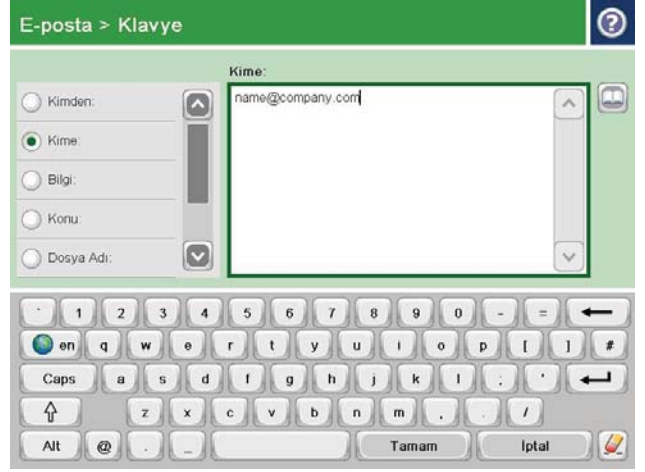 E-posta > Klavye
?
Kime:
Kimden:
name@company.com
Kime:
Bilgi:
Konu:
Dosya Adı:
1 2 3 4 5 6 7 8 9 0 - =
en q w e r t y u i o p [ ] #
Caps a s d f g h j k l ; '
z x c v b n m , . /
Alt @ . _ Tamam İptal